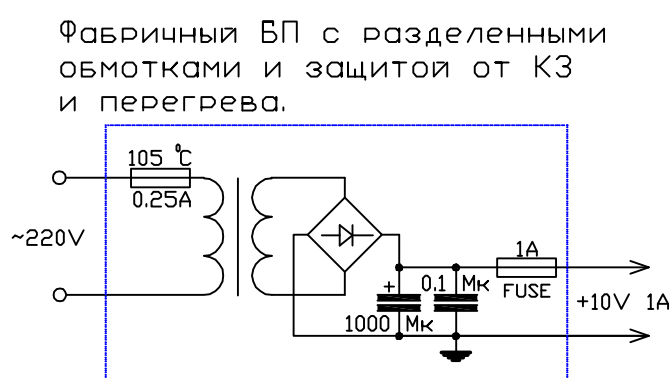 Фабричный БП с разделенными
обмотками и защитой от КЗ
и перегрева.
105 °C
0.25A
~220V
1A
FUSE
+ 0.1 Мк
1000 Мк
+10V 1A